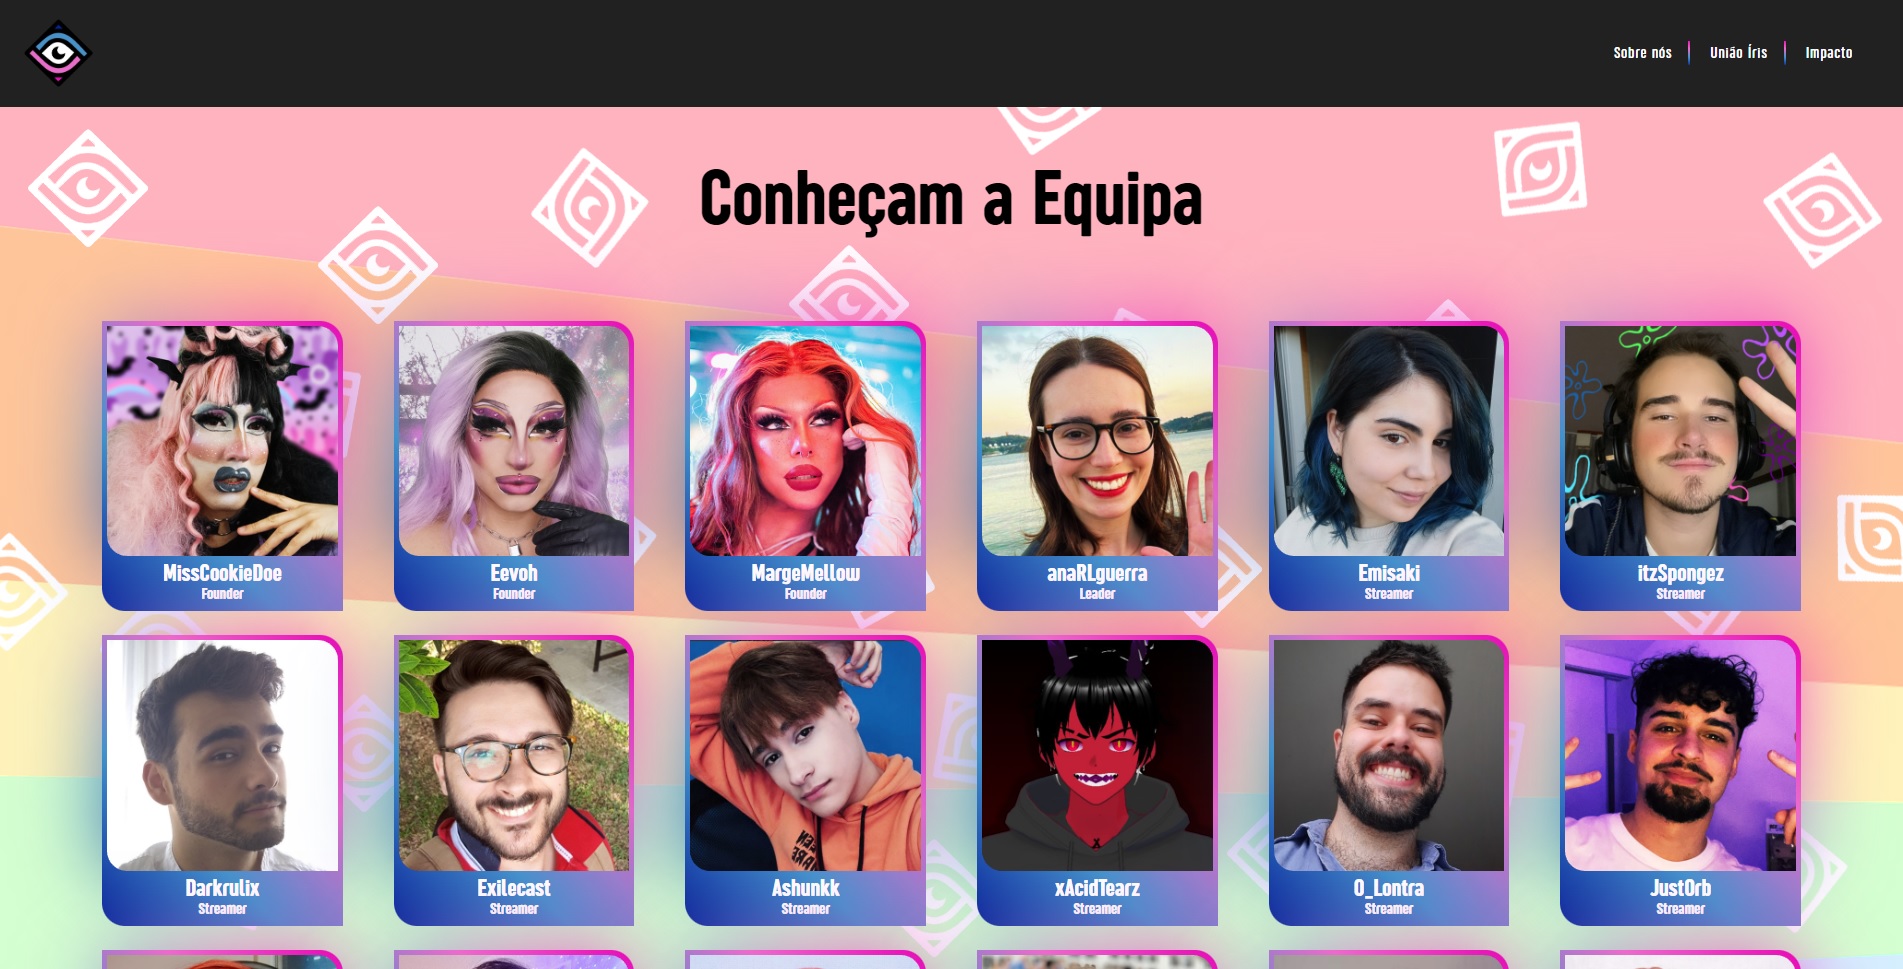 Sobre nós
União Íris
Impacto
Conheçam a Equipa
MissCookieDoe
Founder
Eevoh
Founder
MargeMellow
Founder
anaRLguerra
Leader
Emisaki
Streamer
itzSpongez
Streamer
Darkrulix
Streamer
Exilecast
Streamer
Ashunkk
Streamer
xAcidTearz
Streamer
O_Lontra
Streamer
JustOrb
Streamer